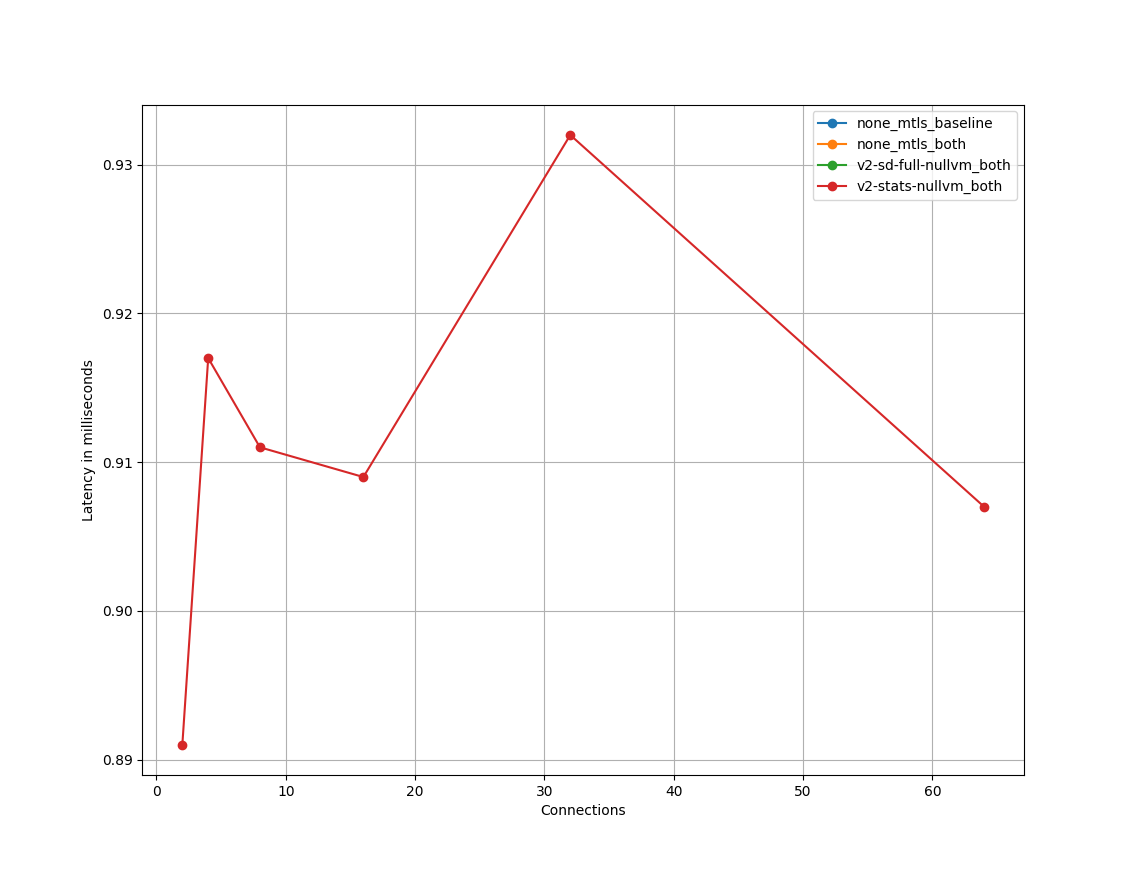 none_mtls_baseline
none_mtls_both
v2-sd-full-nullvm_both
v2-stats-nullvm_both
0.93
0.92
0.91
0.90
0.89
Latency in milliseconds
0 10 20 30 40 50 60
Connections